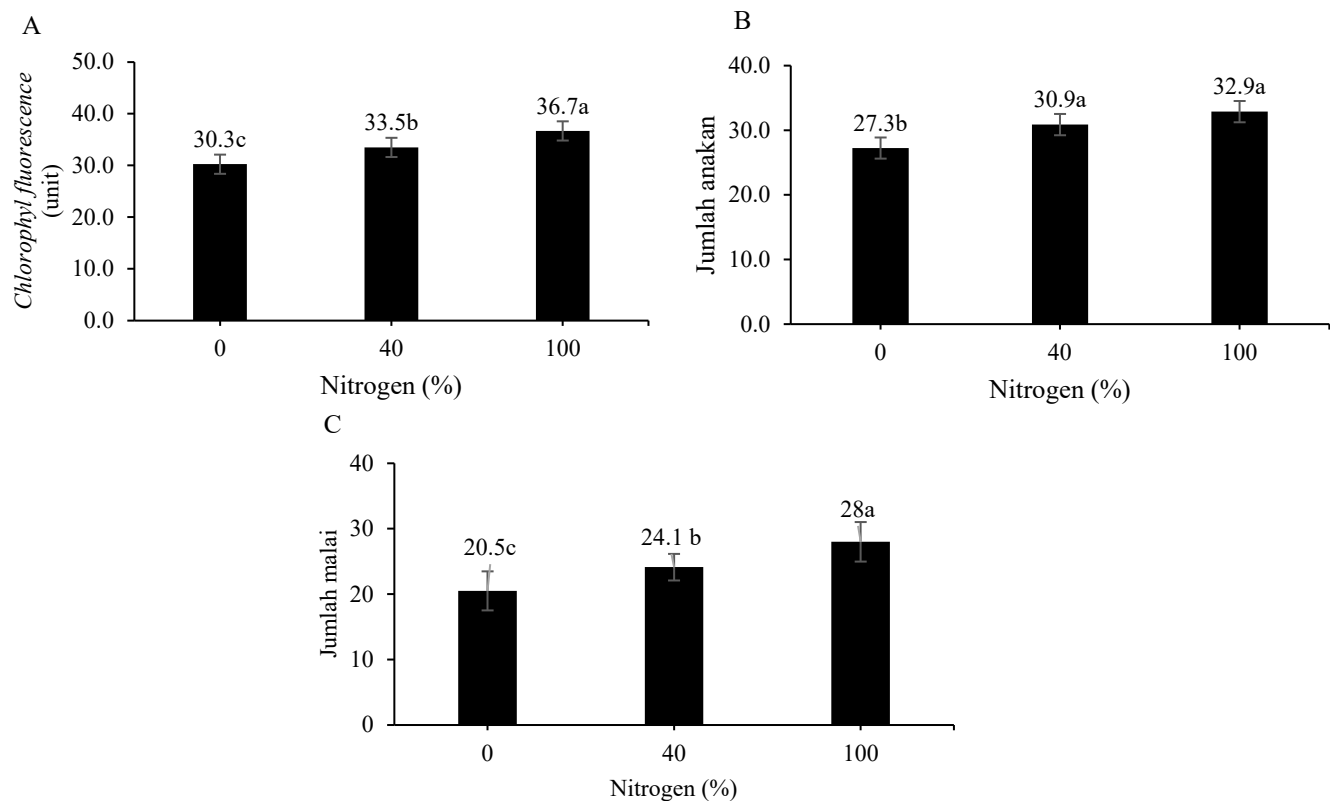 A
Chlorophyl fluorescence
(unit)
50.0
40.0
30.0
20.0
10.0
0.0
30.3c
33.5b
36.7a
0
40
100
Nitrogen (%)
B
Jumlah anakan
40.0
30.0
20.0
10.0
0.0
27.3b
30.9a
32.9a
0
40
100
Nitrogen (%)
C
Jumlah malai
40
30
20
10
0
20.5c
24.1 b
28a
0
40
100
Nitrogen (%)